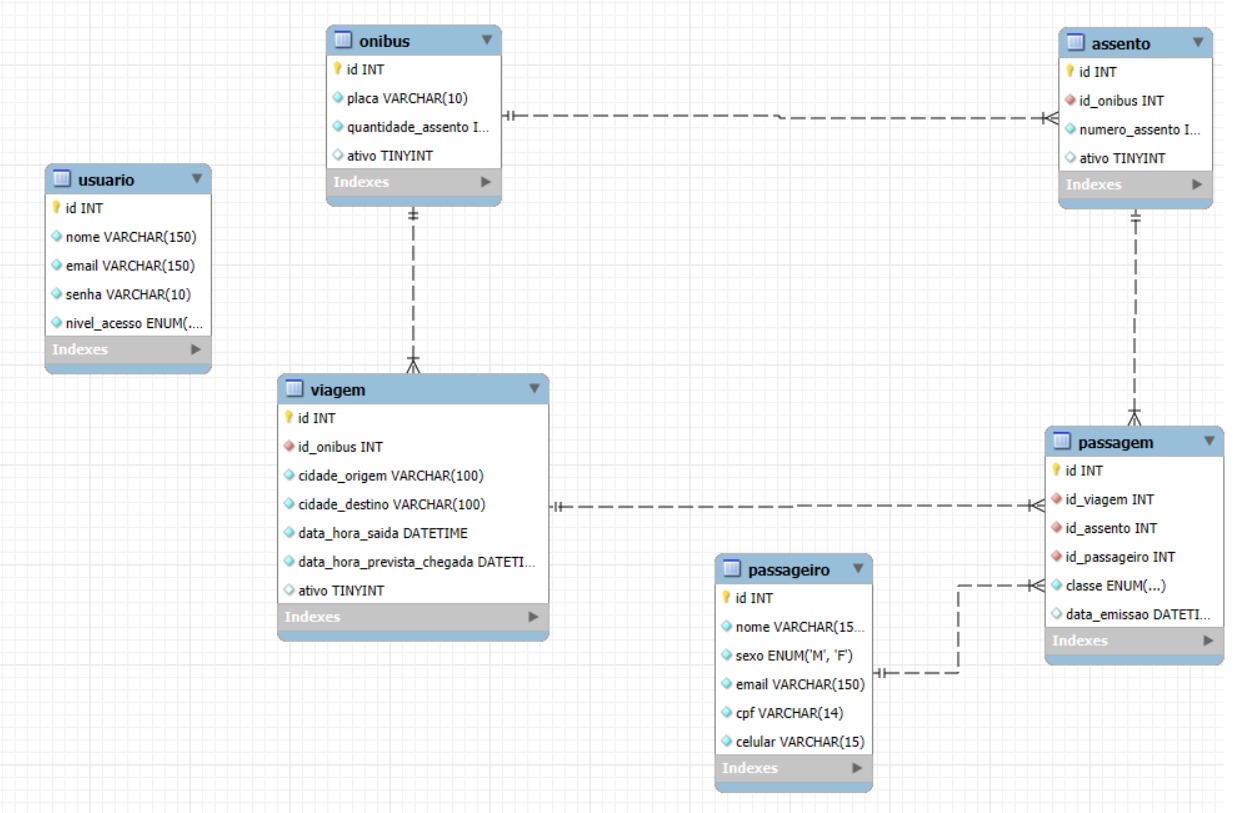 onibus
id INT
placa VARCHAR(10)
quantidade_assento I...
ativo TINYINT
Indexes
assento
id INT
id_onibus INT
numero_assento I...
ativo TINYINT
Indexes
usuario
id INT
nome VARCHAR(150)
email VARCHAR(150)
senha VARCHAR(10)
nivel_acesso ENUM(....
Indexes
viagem
id INT
id_onibus INT
cidade_origem VARCHAR(100)
cidade_destino VARCHAR(100)
data_hora_saida DATETIME
data_hora_prevista_chegada DATETI...
ativo TINYINT
Indexes
passagem
id INT
id_viagem INT
id_assento INT
id_passageiro INT
classe ENUM(...)
data_emissao DATETI...
Indexes
passageiro
id INT
nome VARCHAR(15...
sexo ENUM('M', 'F')
email VARCHAR(150)
cpf VARCHAR(14)
celular VARCHAR(15)
Indexes